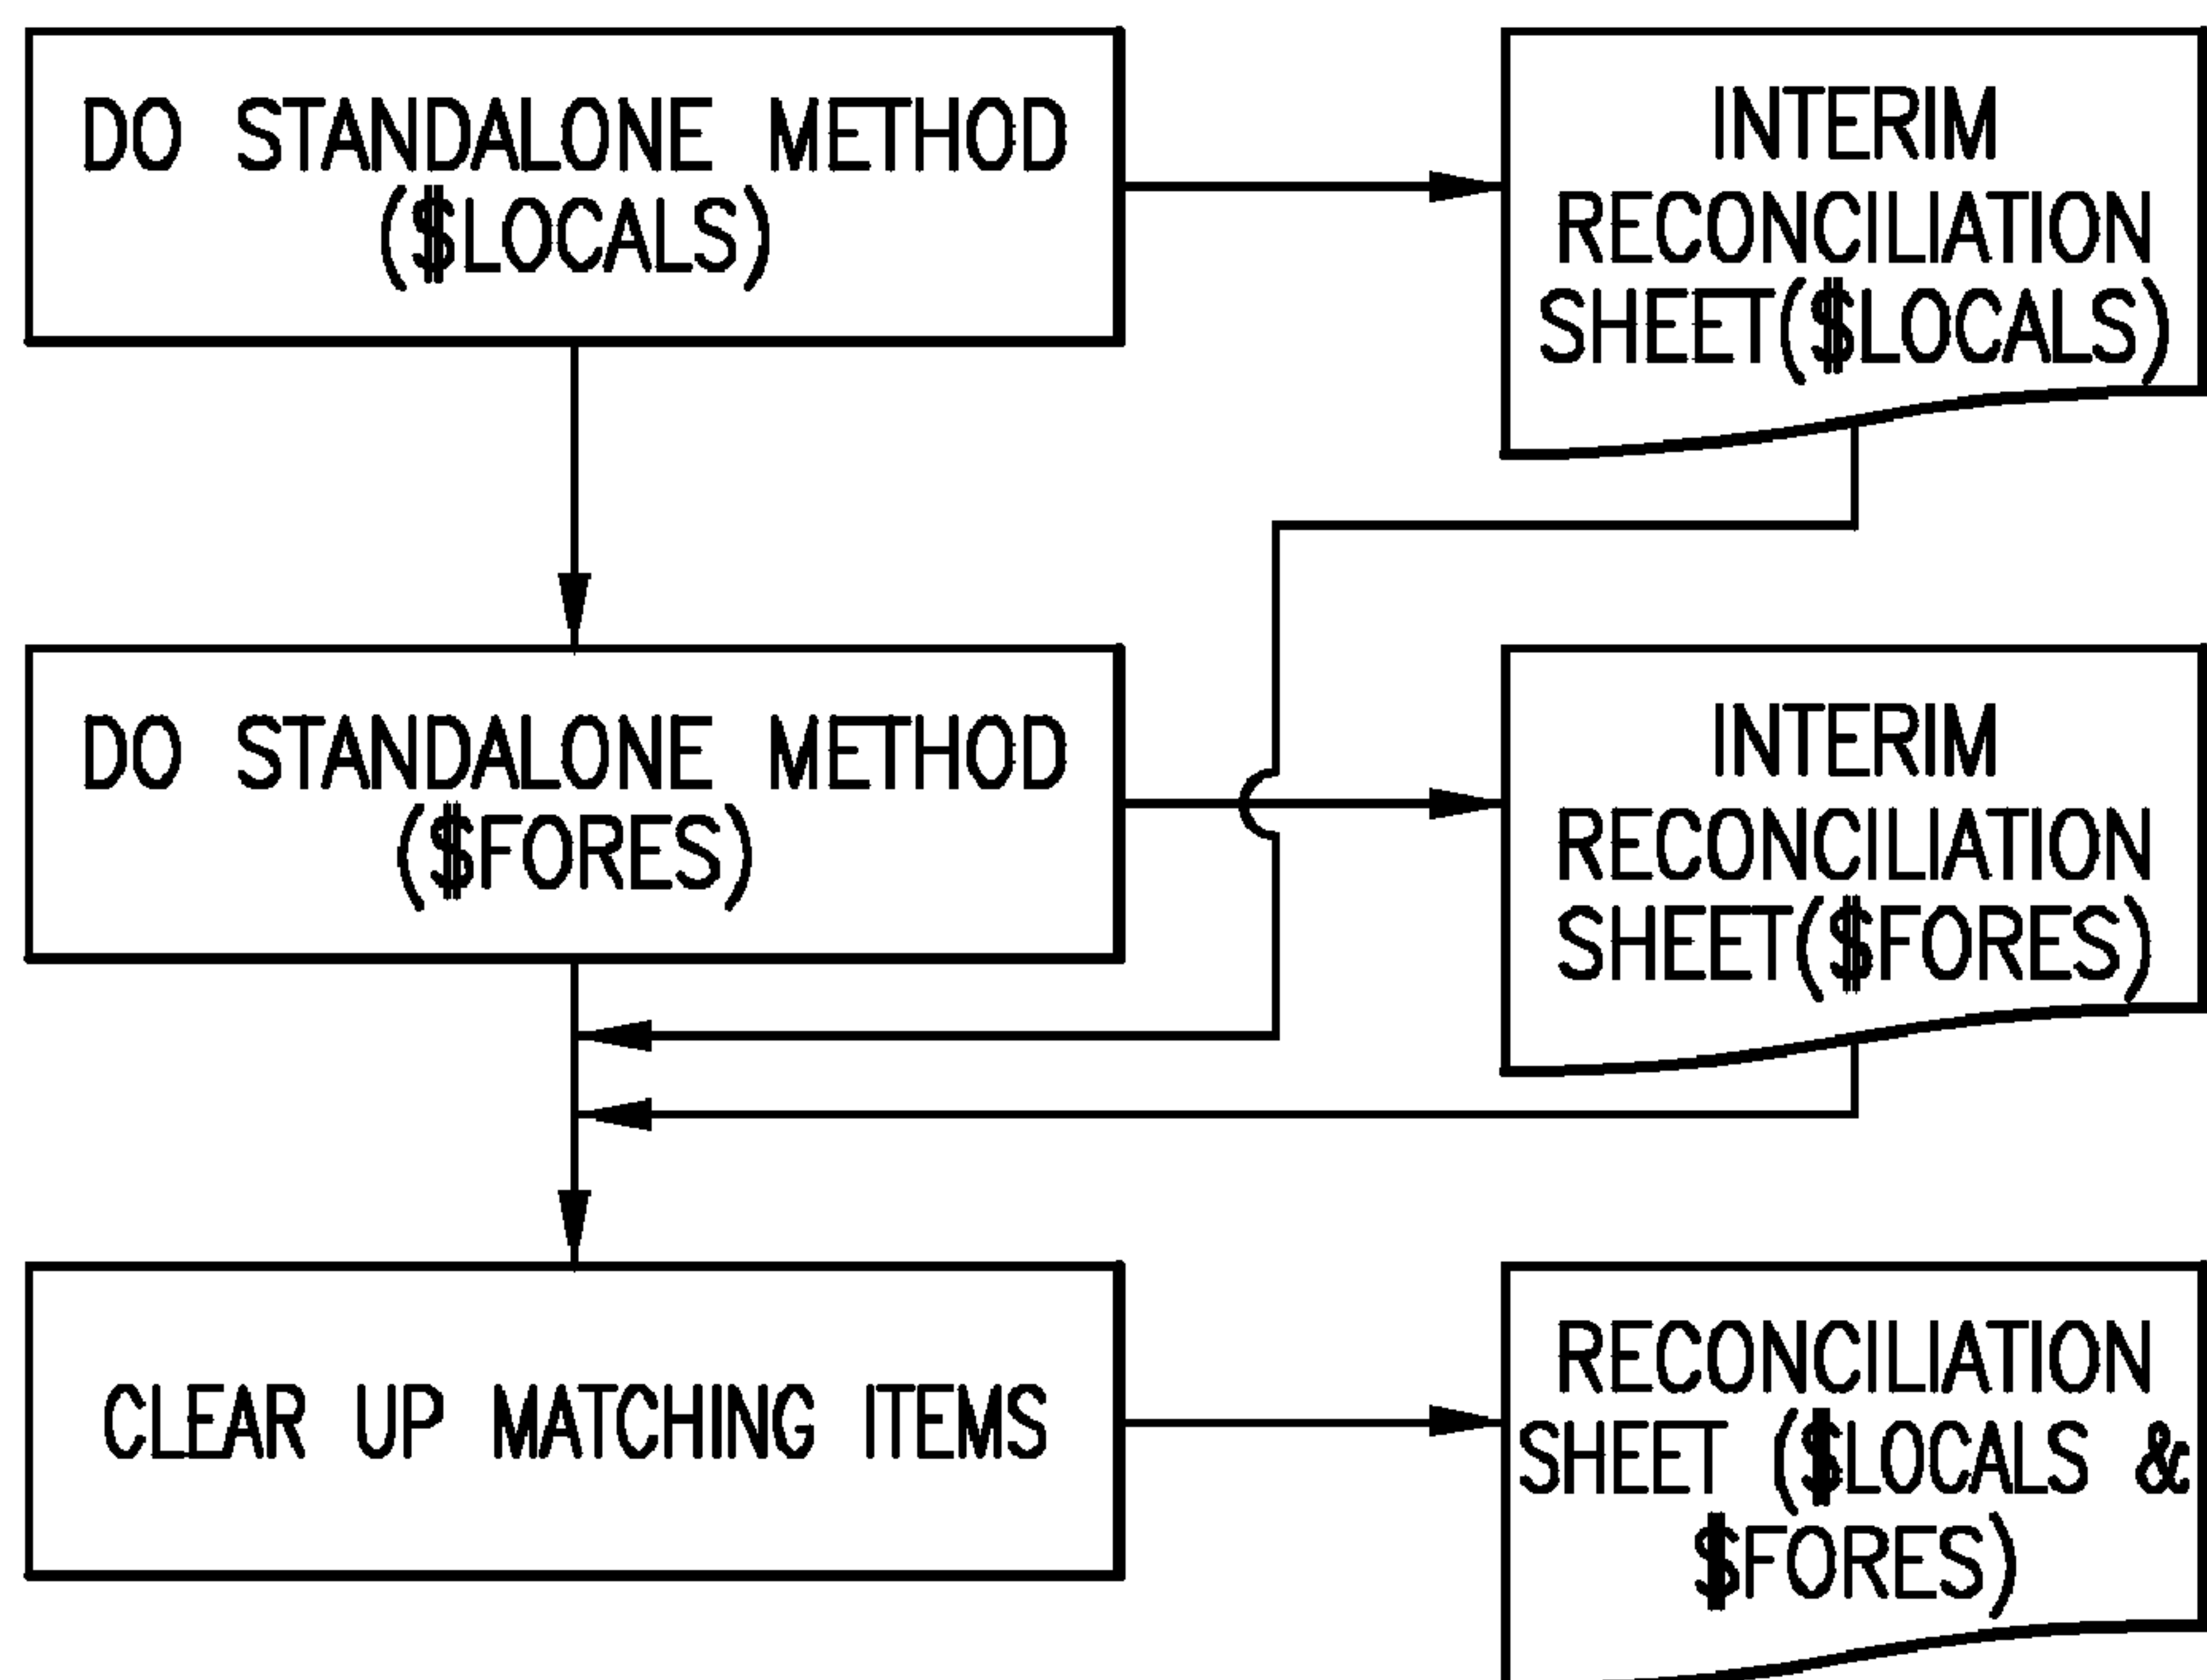 DO STANDALONE METHOD
($LOCALS)
INTERIM
RECONCILIATION
SHEET($LOCALS)
DO STANDALONE METHOD
($FORES)
INTERIM
RECONCILIATION
SHEET($FORES)
CLEAR UP MATCHING ITEMS
RECONCILIATION
SHEET ($LOCALS &
$FORES)